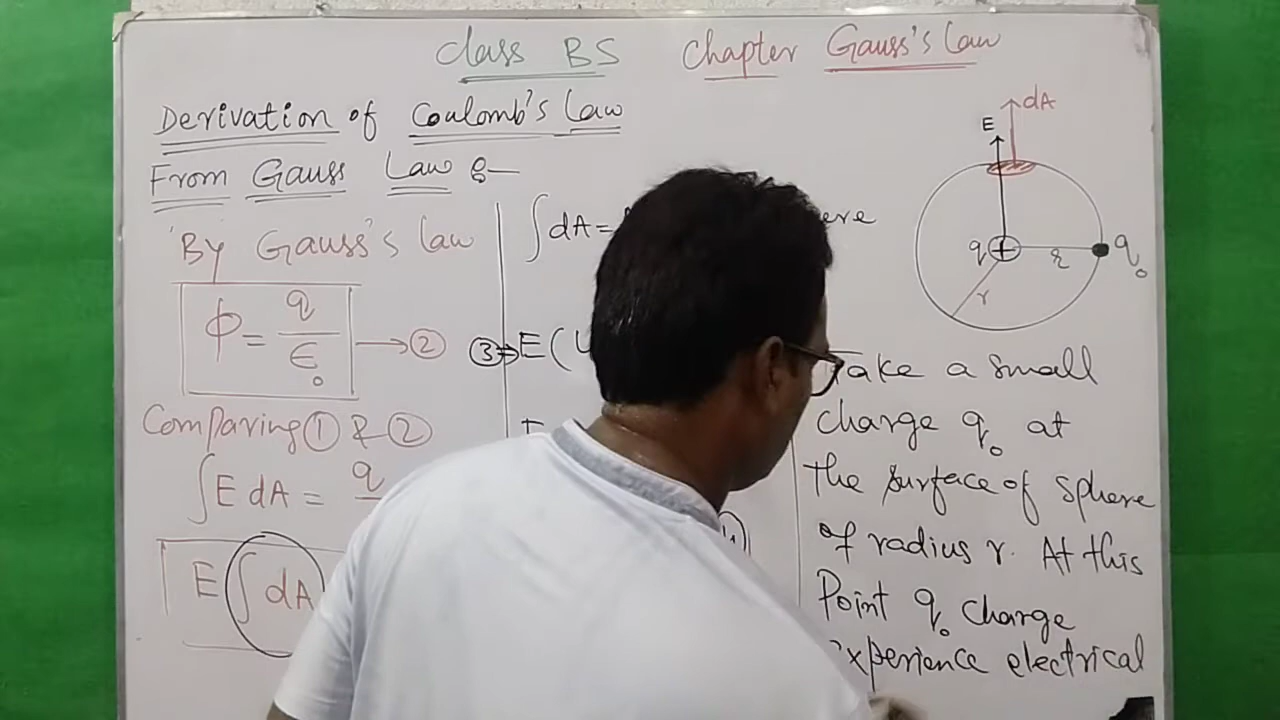 Class BS Chapter Gauss's Law
Derivation of Coulomb's Law
From Gauss Law :-
By Gauss's law
φ = q/ε₀ → ②
Comparing ① & ②
∫E dA = q
E ∫dA
∫dA =
③ ⇒ E (
dA
E
q + r q₀
r
Take a small
charge q₀ at
the surface of sphere
of radius r. At this
Point q₀ charge
experience electrical